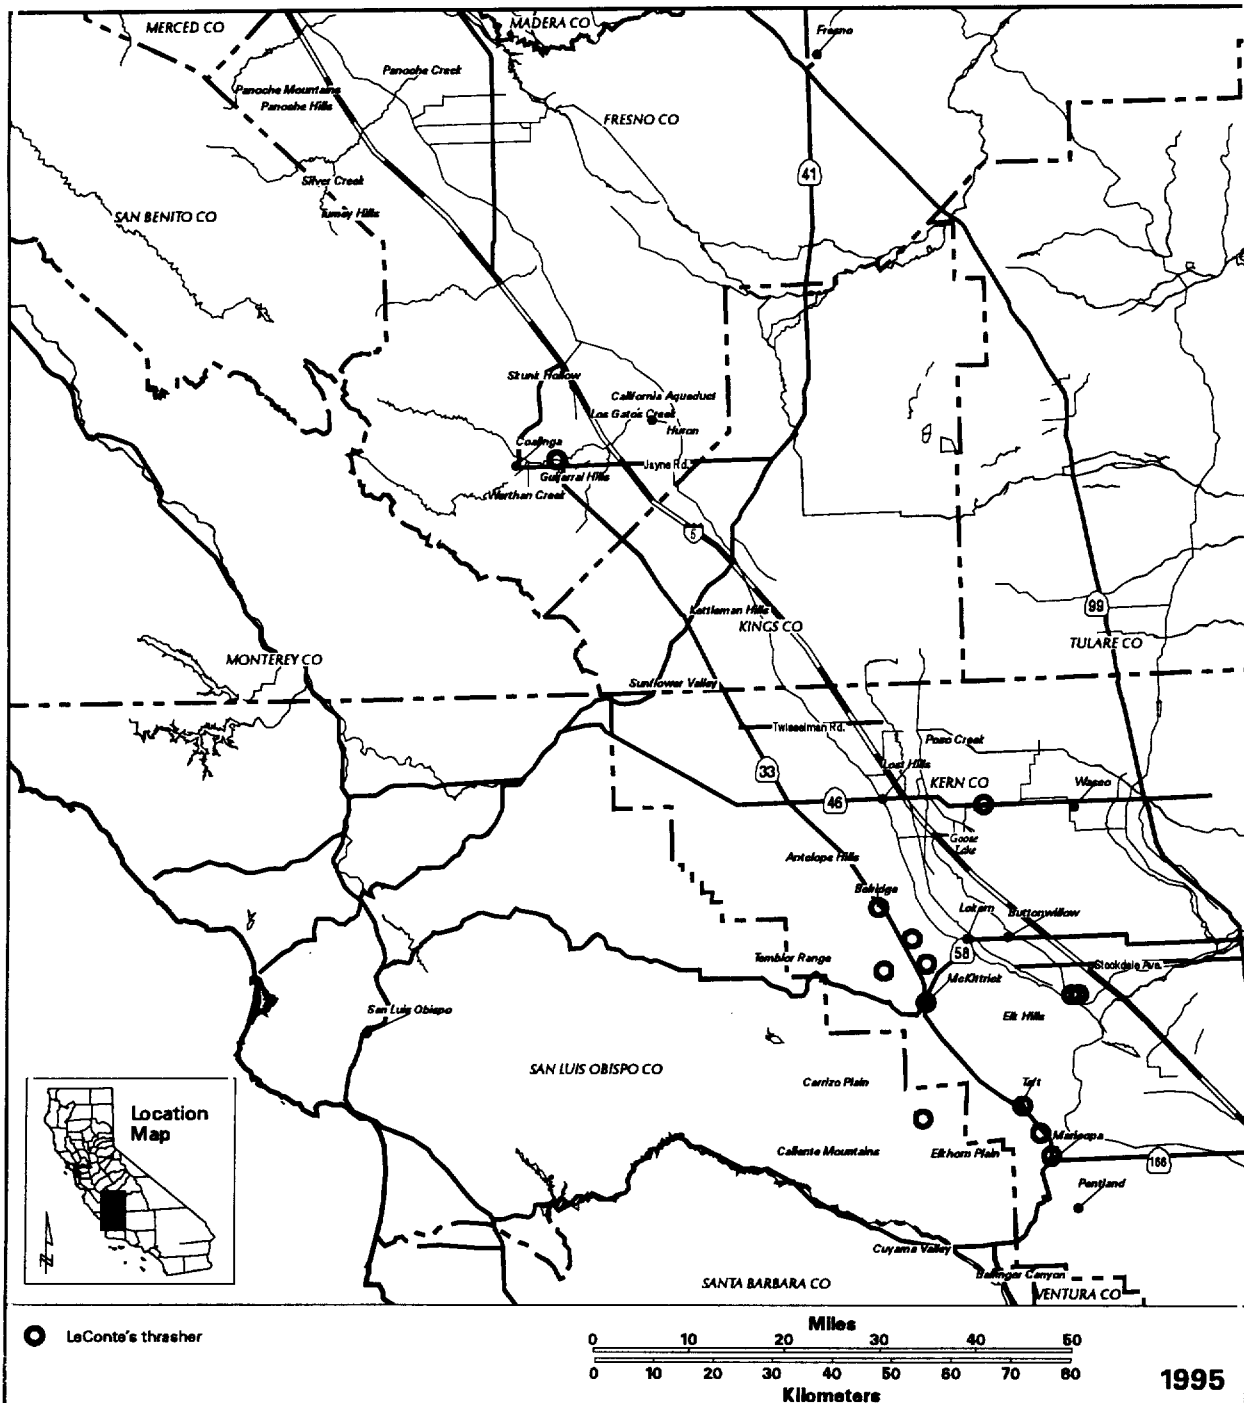 MERCED CO
MADERA CO
Fresno
Panoche Creek
Panoche Mountains
Panoche Hills
FRESNO CO
41
Silver Creek
Tumey Hills
SAN BENITO CO
Skunk Hollow
California Aqueduct
Los Gatos Creek
Huron
Coalinga
Jayne Rd.
Guijarral Hills
Warthan Creek
5
99
Kettleman Hills
KINGS CO
TULARE CO
MONTEREY CO
Sunflower Valley
Twisselman Rd.
Poso Creek
Lost Hills
33
KERN CO
Wasco
46
Goose
Lake
Antelope Hills
Belridge
Lokern
Buttonwillow
58
Temblor Range
Stockdale Ave.
McKittrick
San Luis Obispo
Elk Hills
SAN LUIS OBISPO CO
Carrizo Plain
Taft
Maricopa
Caliente Mountains
Elkhorn Plain
166
Pentland
Cuyama Valley
Ballinger Canyon
SANTA BARBARA CO
VENTURA CO
Location
Map
N
LeConte's thrasher
Miles
0 10 20 30 40 50
0 10 20 30 40 50 60 70 80
Kilometers
1995